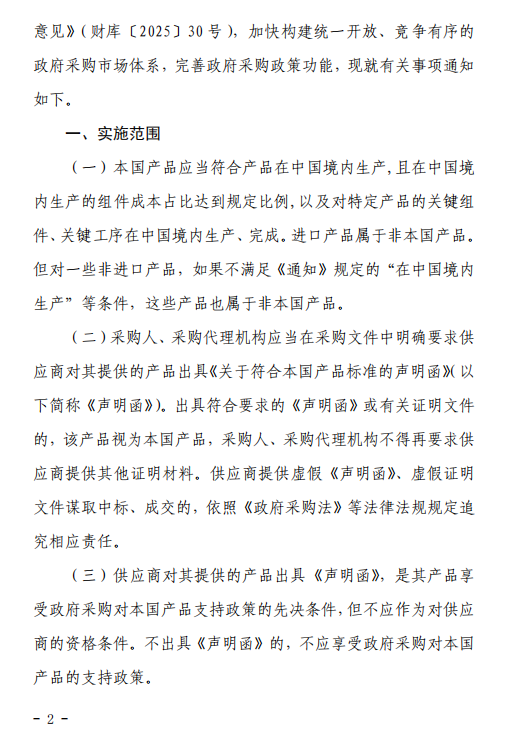 意见》（财库〔2025〕30号），加快构建统一开放、竞争有序的
政府采购市场体系，完善政府采购政策功能，现就有关事项通知
如下。
一、实施范围
（一）本国产品应当符合产品在中国境内生产，且在中国境
内生产的组件成本占比达到规定比例，以及对特定产品的关键组
件、关键工序在中国境内生产、完成。进口产品属于非本国产品。
但对一些非进口产品，如果不满足《通知》规定的“在中国境内
生产”等条件，这些产品也属于非本国产品。
（二）采购人、采购代理机构应当在采购文件中明确要求供
应商对其提供的产品出具《关于符合本国产品标准的声明函》（以
下简称《声明函》）。出具符合要求的《声明函》或有关证明文件
的，该产品视为本国产品，采购人、采购代理机构不得再要求供
应商提供其他证明材料。供应商提供虚假《声明函》、虚假证明
文件谋取中标、成交的，依照《政府采购法》等法律法规规定追
究相应责任。
（三）供应商对其提供的产品出具《声明函》，是其产品享
受政府采购对本国产品支持政策的先决条件，但不应作为对供应
商的资格条件。不出具《声明函》的，不应享受政府采购对本国
产品的支持政策。
- 2 -